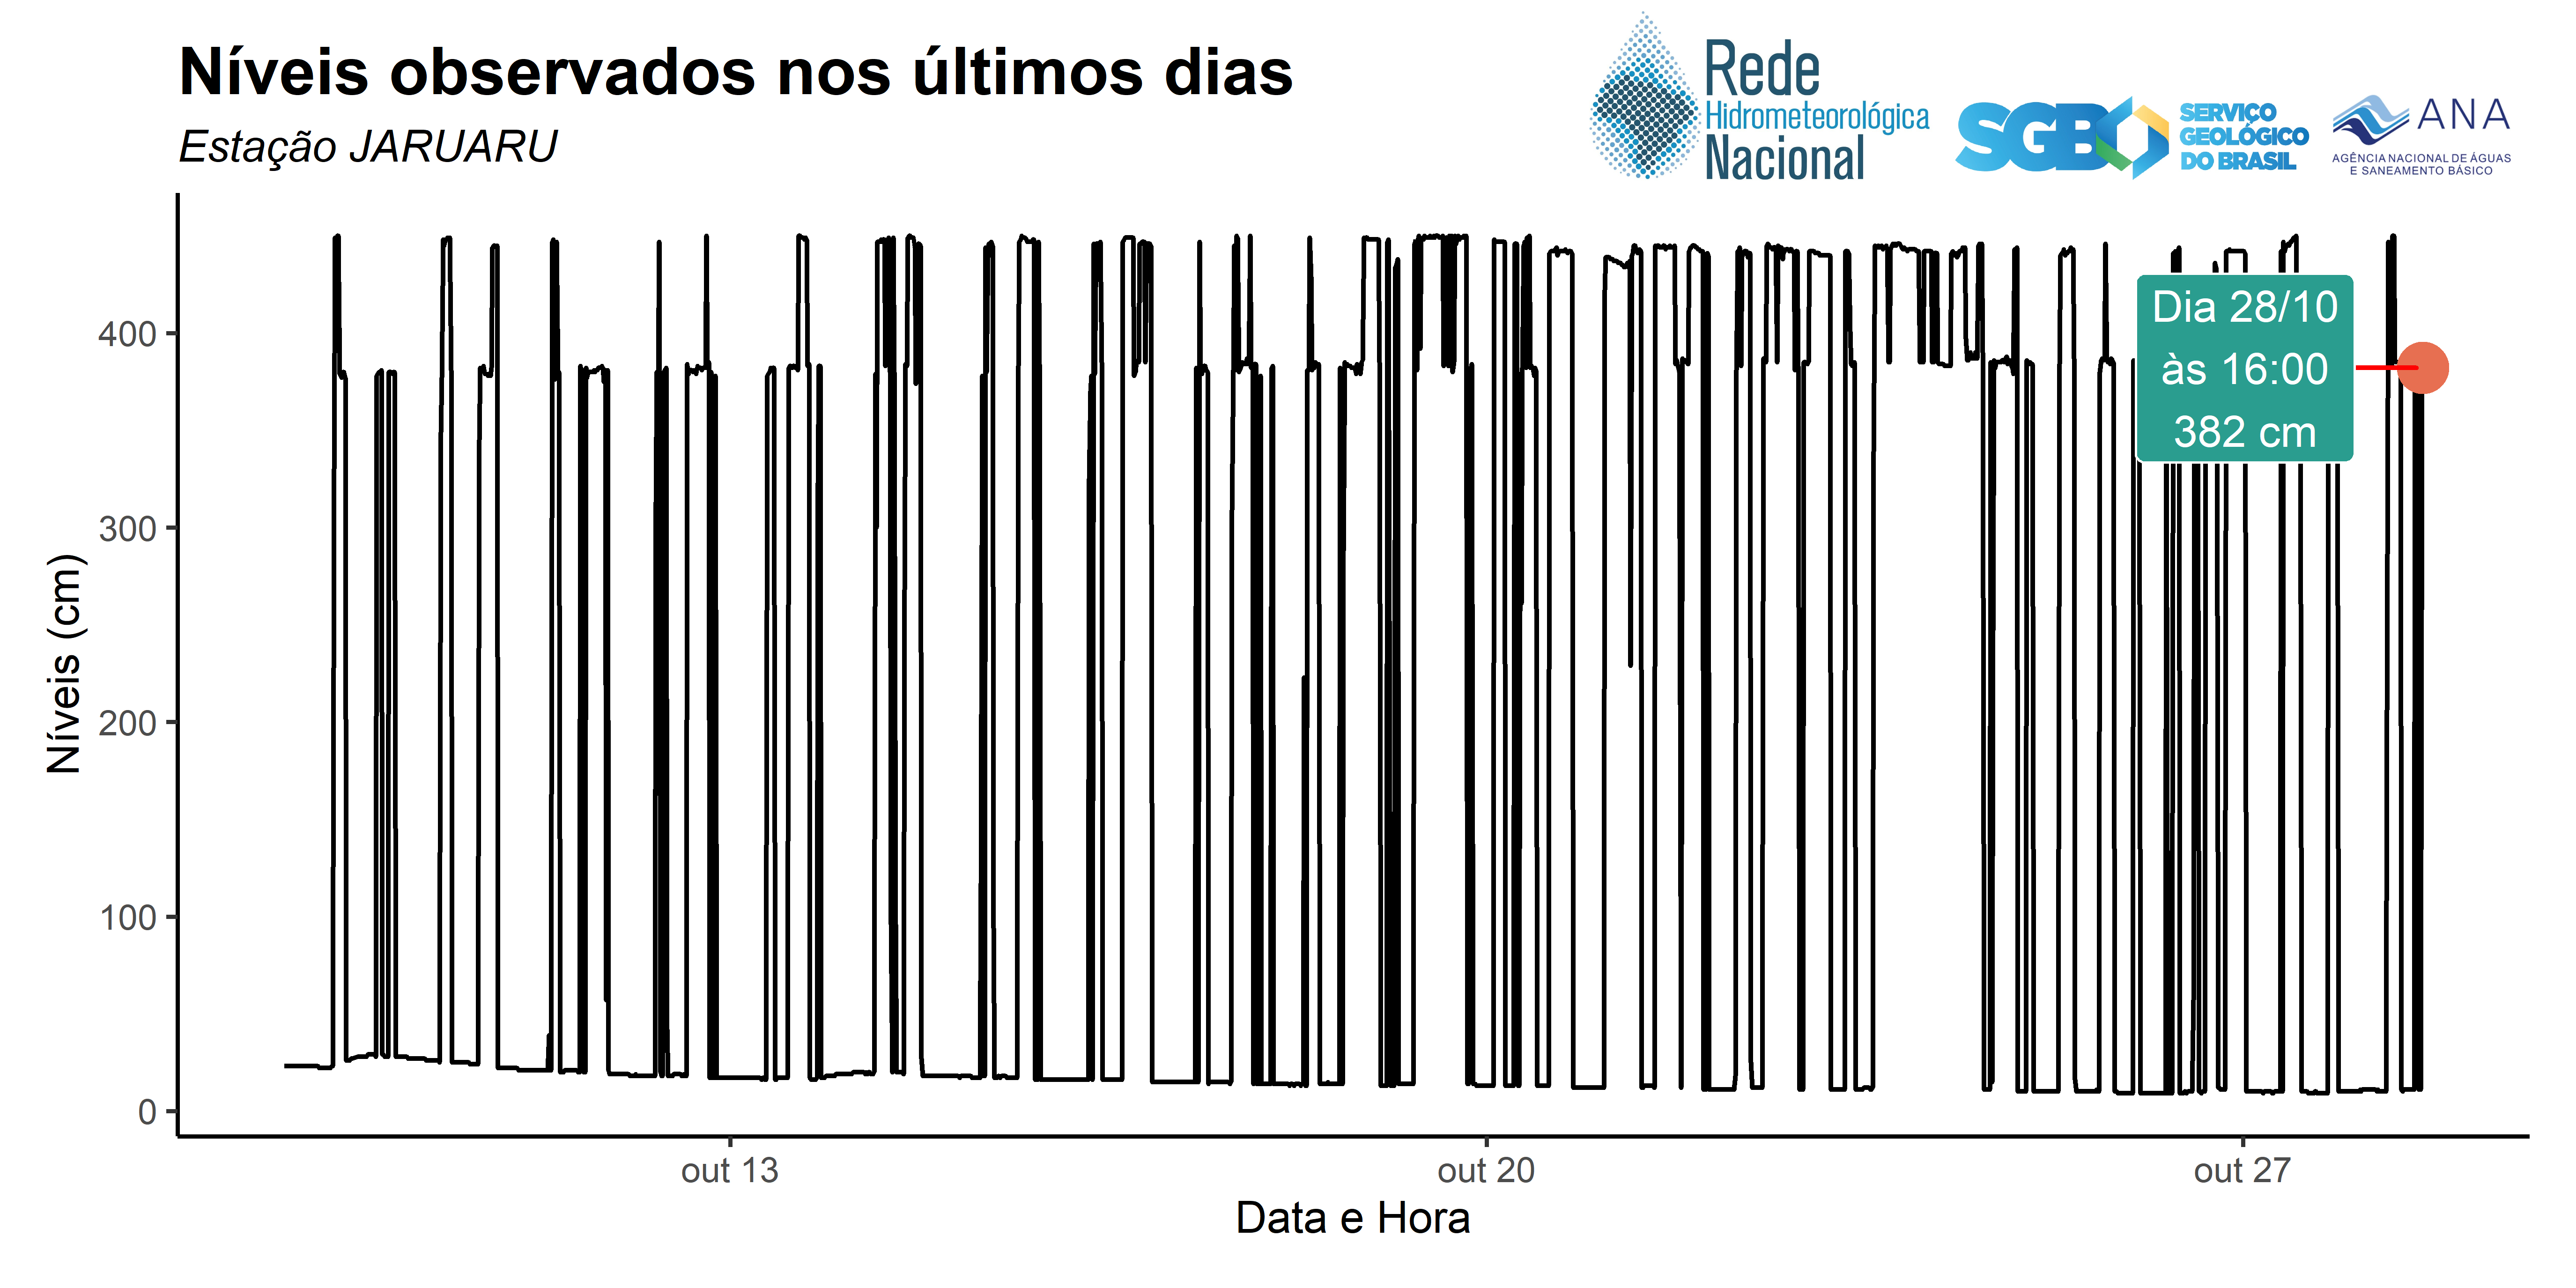 Níveis observados nos últimos dias
Estação JARUARU
Rede
Hidrometeorológica
Nacional
SGB
SERVIÇO
GEOLÓGICO
DO BRASIL
ANA
AGÊNCIA NACIONAL DE ÁGUAS
E SANEAMENTO BÁSICO
Níveis (cm)
400
300
200
100
0
Dia 28/10
às 16:00
382 cm
out 13
out 20
out 27
Data e Hora